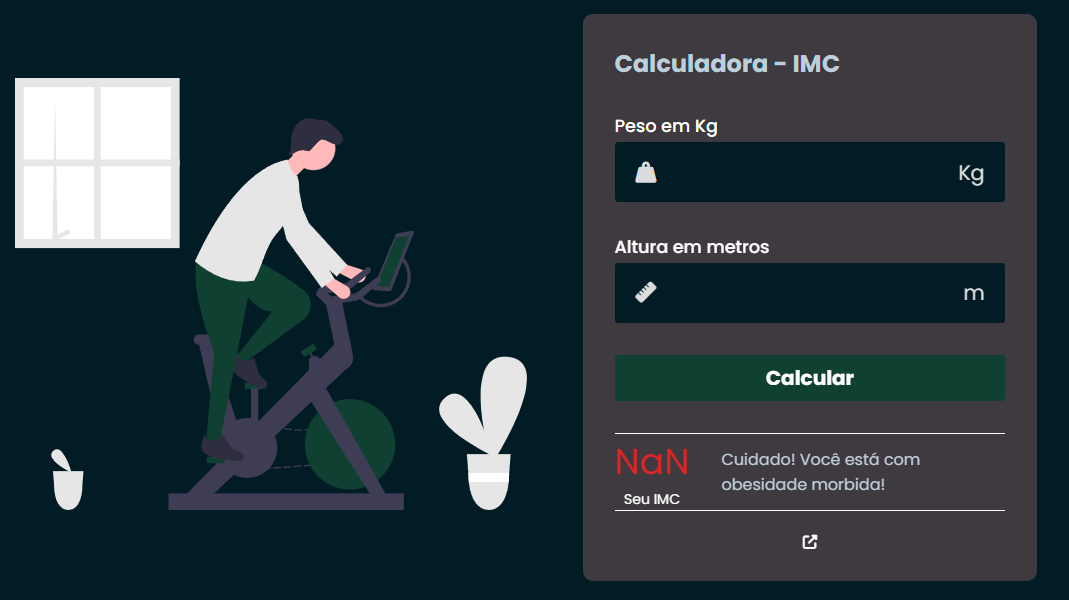 Calculadora - IMC
Peso em Kg
Kg
Altura em metros
m
Calcular
NaN
Seu IMC
Cuidado! Você está com
obesidade morbida!